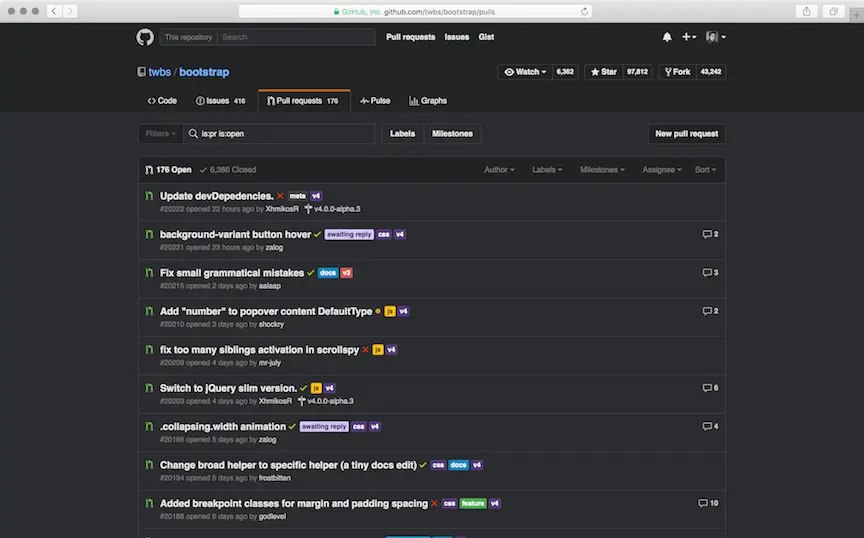 GitHub, Inc. github.com/twbs/bootstrap/pulls
This repository Search Pull requests Issues Gist
twbs / bootstrap Watch 6,362 Star 97,812 Fork 43,242
Code Issues 416 Pull requests 176 Pulse Graphs
Filters is:pr is:open Labels Milestones New pull request
176 Open 6,386 Closed Author Labels Milestones Assignee Sort
Update devDepedencies. meta v4
#20222 opened 22 hours ago by XhmikosR v4.0.0-alpha.3
background-variant button hover awaiting reply css v4 2
#20221 opened 23 hours ago by zalog
Fix small grammatical mistakes docs v3 3
#20215 opened 2 days ago by aalaap
Add "number" to popover content DefaultType js v4 2
#20210 opened 3 days ago by shockry
fix too many siblings activation in scrollspy js v4
#20209 opened 4 days ago by mr-july
Switch to jQuery slim version. js v4 6
#20203 opened 4 days ago by XhmikosR v4.0.0-alpha.3
.collapsing.width animation awaiting reply css v4 4
#20195 opened 5 days ago by zalog
Change broad helper to specific helper (a tiny docs edit) css docs v4
#20194 opened 5 days ago by frostbitten
Added breakpoint classes for margin and padding spacing css feature v4 10
#20188 opened 6 days ago by godlevel